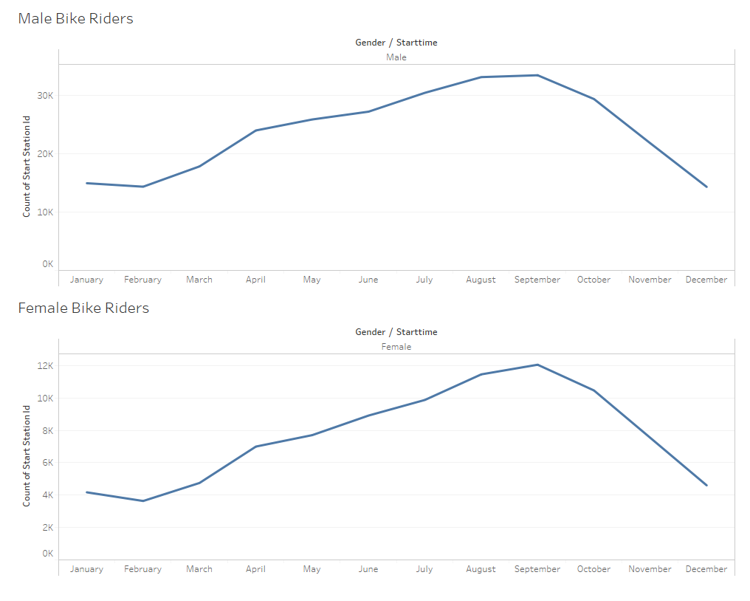 Male Bike Riders
Gender / Starttime
Male
30K
20K
10K
0K
Count of Start Station Id
January February March April May June July August September October November December
Female Bike Riders
Gender / Starttime
Female
12K
10K
8K
6K
4K
2K
0K
Count of Start Station Id
January February March April May June July August September October November December